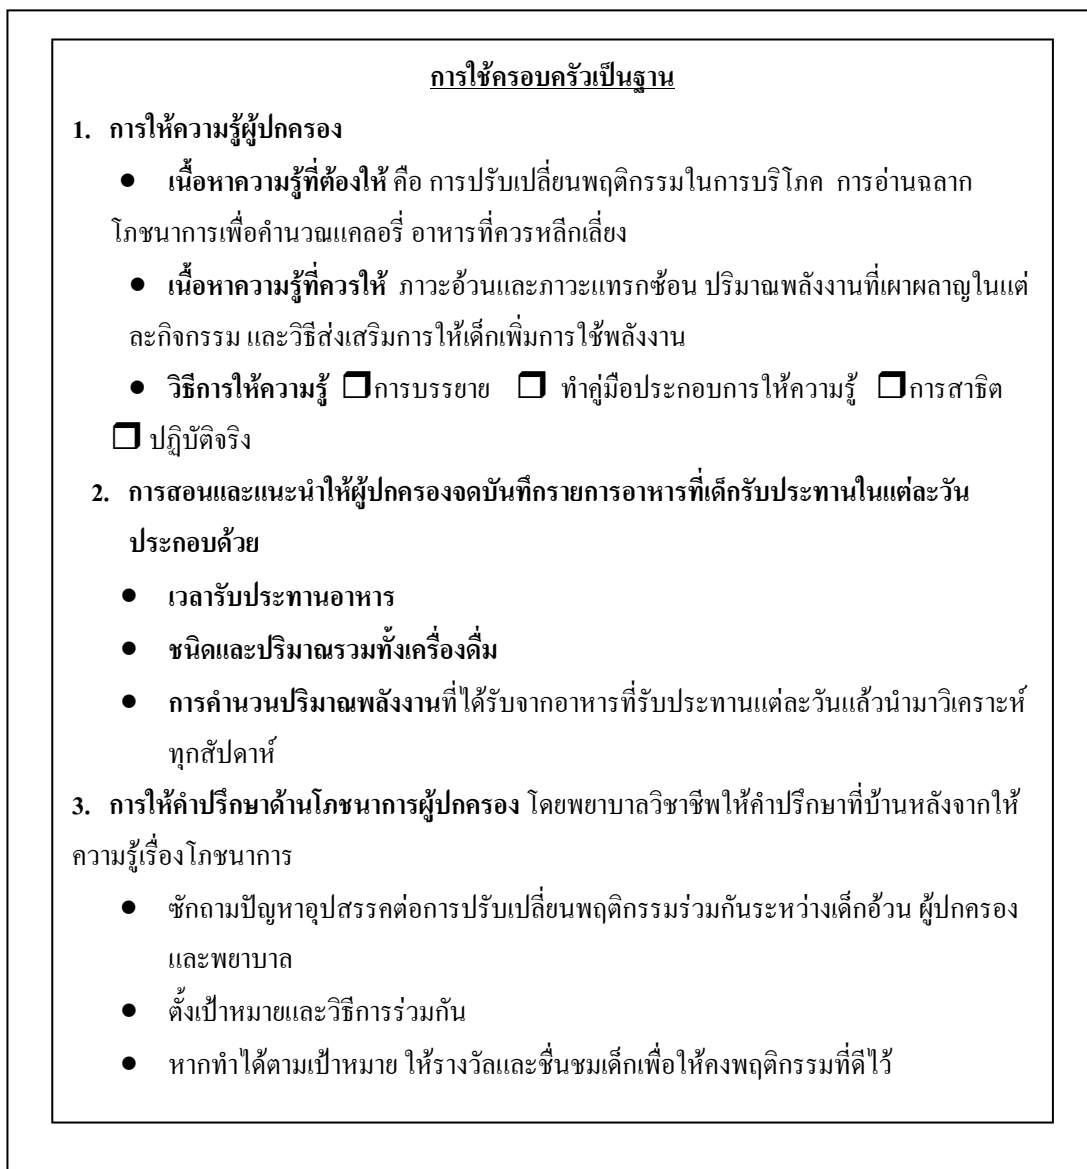 การใช้ครอบครัวเป็นฐาน
1. การให้ความรู้ผู้ปกครอง
● เนื้อหาความรู้ที่ต้องให้ คือ การปรับเปลี่ยนพฤติกรรมในการบริโภค การอ่านฉลาก
โภชนาการเพื่อคำนวณแคลอรี่ อาหารที่ควรหลีกเลี่ยง
● เนื้อหาความรู้ที่ควรให้ ภาวะอ้วนและภาวะแทรกซ้อน ปริมาณพลังงานที่เผาผลาญในแต่
ละกิจกรรม และวิธีส่งเสริมการให้เด็กเพิ่มการใช้พลังงาน
● วิธีการให้ความรู้ ❒การบรรยาย ❒ ทำคู่มือประกอบการให้ความรู้ ❒การสาธิต
❒ ปฏิบัติจริง
2. การสอนและแนะนำให้ผู้ปกครองจดบันทึกรายการอาหารที่เด็กรับประทานในแต่ละวัน
ประกอบด้วย
● เวลารับประทานอาหาร
● ชนิดและปริมาณรวมทั้งเครื่องดื่ม
● การคำนวนปริมาณพลังงานที่ได้รับจากอาหารที่รับประทานแต่ละวันแล้วนำมาวิเคราะห์
ทุกสัปดาห์
3. การให้คำปรึกษาด้านโภชนาการผู้ปกครอง โดยพยาบาลวิชาชีพให้คำปรึกษาที่บ้านหลังจากให้
ความรู้เรื่องโภชนาการ
● ซักถามปัญหาอุปสรรคต่อการปรับเปลี่ยนพฤติกรรมร่วมกันระหว่างเด็กอ้วน ผู้ปกครอง
และพยาบาล
● ตั้งเป้าหมายและวิธีการร่วมกัน
● หากทำได้ตามเป้าหมาย ให้รางวัลและชื่นชมเด็กเพื่อให้คงพฤติกรรมที่ดีไว้